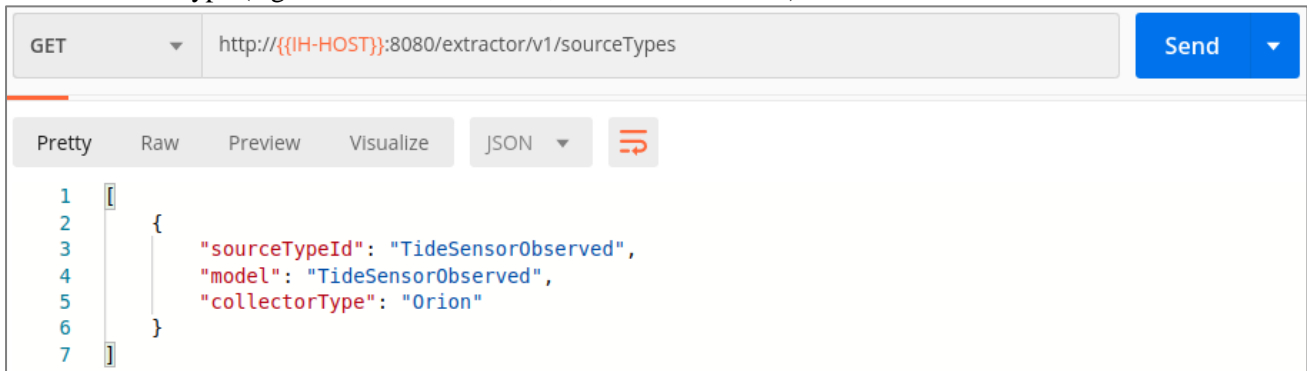 GET http://{{IH-HOST}}:8080/extractor/v1/sourceTypes Send
Pretty Raw Preview Visualize JSON
1 [
2 {
3 "sourceTypeId": "TideSensorObserved",
4 "model": "TideSensorObserved",
5 "collectorType": "Orion"
6 }
7 ]